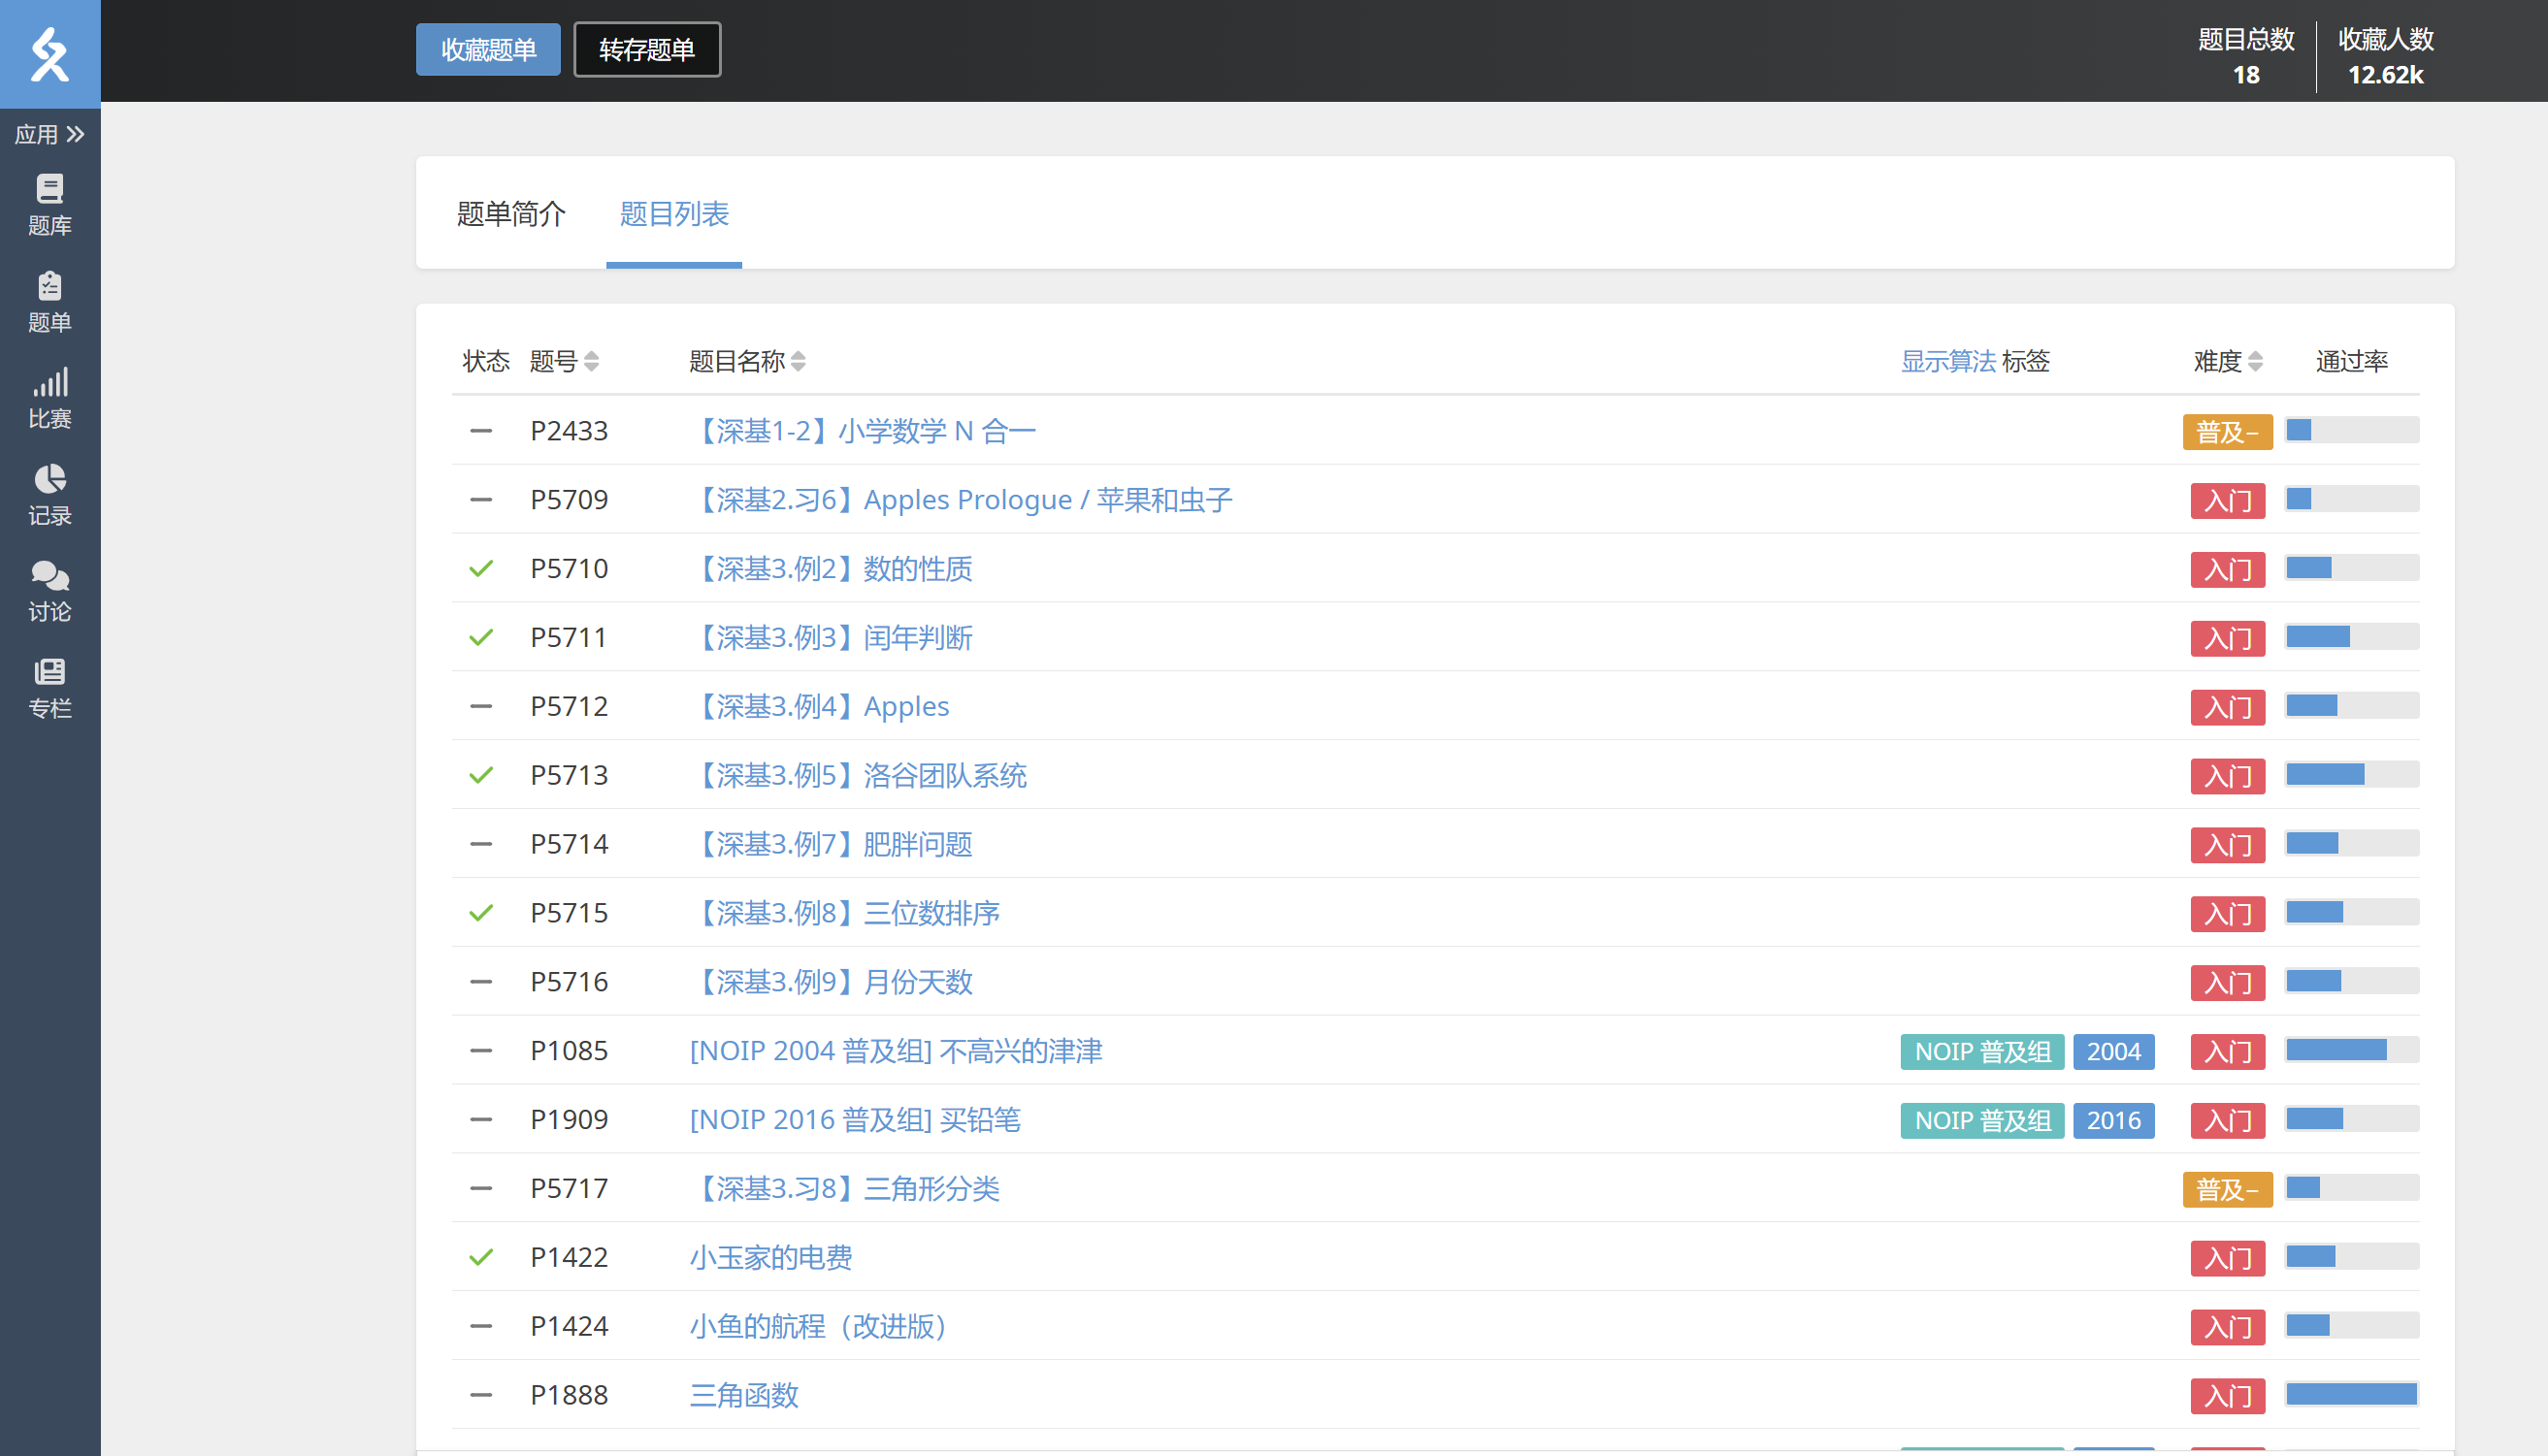 收藏题单 转存题单 题目总数 收藏人数
18 12.62k
应用
题库
题单
比赛
记录
讨论
专栏
题单简介 题目列表
状态 题号 题目名称 显示算法 标签 难度 通过率
P2433 【深基1-2】小学数学 N 合一 普及−
P5709 【深基2.习6】Apples Prologue / 苹果和虫子 入门
P5710 【深基3.例2】数的性质 入门
P5711 【深基3.例3】闰年判断 入门
P5712 【深基3.例4】Apples 入门
P5713 【深基3.例5】洛谷团队系统 入门
P5714 【深基3.例7】肥胖问题 入门
P5715 【深基3.例8】三位数排序 入门
P5716 【深基3.例9】月份天数 入门
P1085 [NOIP 2004 普及组] 不高兴的津津 NOIP 普及组 2004 入门
P1909 [NOIP 2016 普及组] 买铅笔 NOIP 普及组 2016 入门
P5717 【深基3.习8】三角形分类 普及−
P1422 小玉家的电费 入门
P1424 小鱼的航程（改进版） 入门
P1888 三角函数 入门